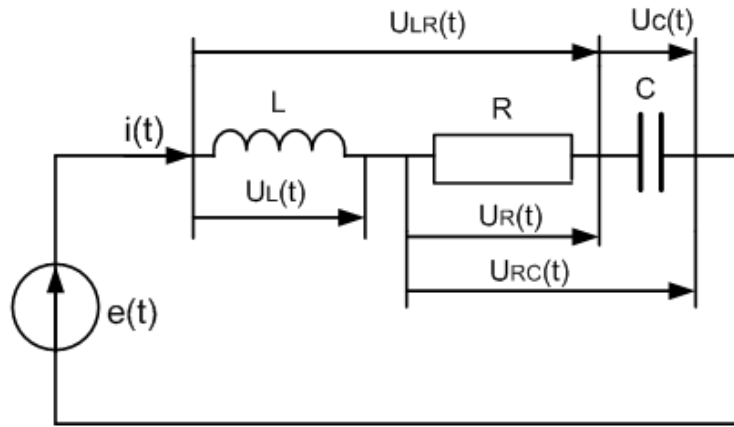 ULR(t) UC(t)
L R C
i(t)
UL(t)
UR(t)
URC(t)
e(t)